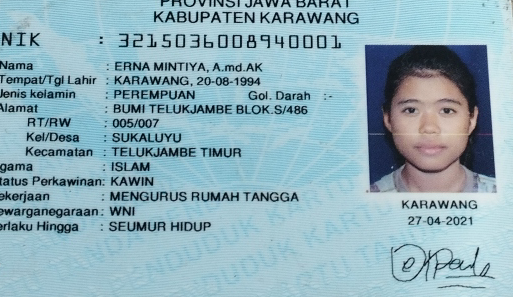 PROVINSI JAWA BARAT
KABUPATEN KARAWANG
NIK : 3215036008940001
Nama : ERNA MINTIYA, A.md.AK
Tempat/Tgl Lahir : KARAWANG, 20-08-1994
Jenis kelamin : PEREMPUAN Gol. Darah :-
Alamat : BUMI TELUKJAMBE BLOK.S/486
RT/RW : 005/007
Kel/Desa : SUKALUYU
Kecamatan : TELUKJAMBE TIMUR
gama : ISLAM
tatus Perkawinan: KAWIN
ekerjaan : MENGURUS RUMAH TANGGA
ewarganegaraan: WNI
erlaku Hingga : SEUMUR HIDUP
KARAWANG
27-04-2021